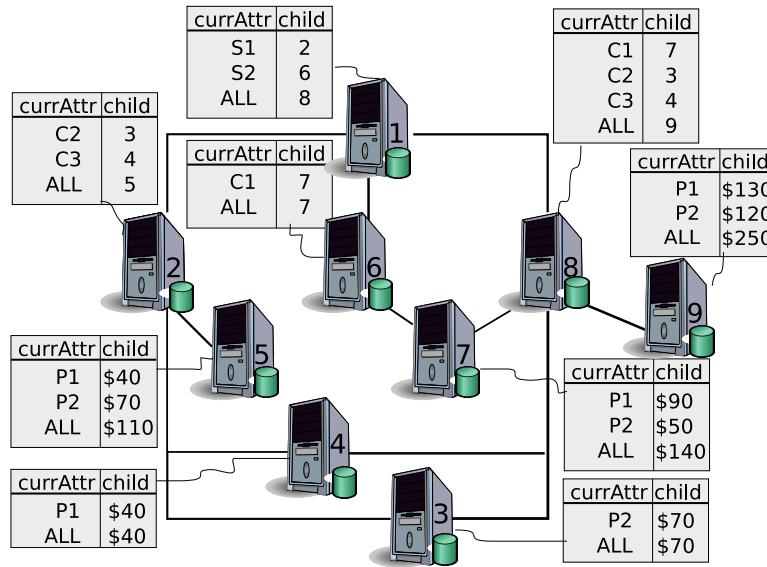 currAttr child
S1 2
S2 6
ALL 8
currAttr child
C1 7
C2 3
C3 4
ALL 9
currAttr child
C2 3
C3 4
ALL 5
1
currAttr child
C1 7
ALL 7
currAttr child
P1 $130
P2 $120
ALL $250
2
6
8
9
5
7
currAttr child
P1 $40
P2 $70
ALL $110
currAttr child
P1 $90
P2 $50
ALL $140
4
currAttr child
P1 $40
ALL $40
3
currAttr child
P2 $70
ALL $70